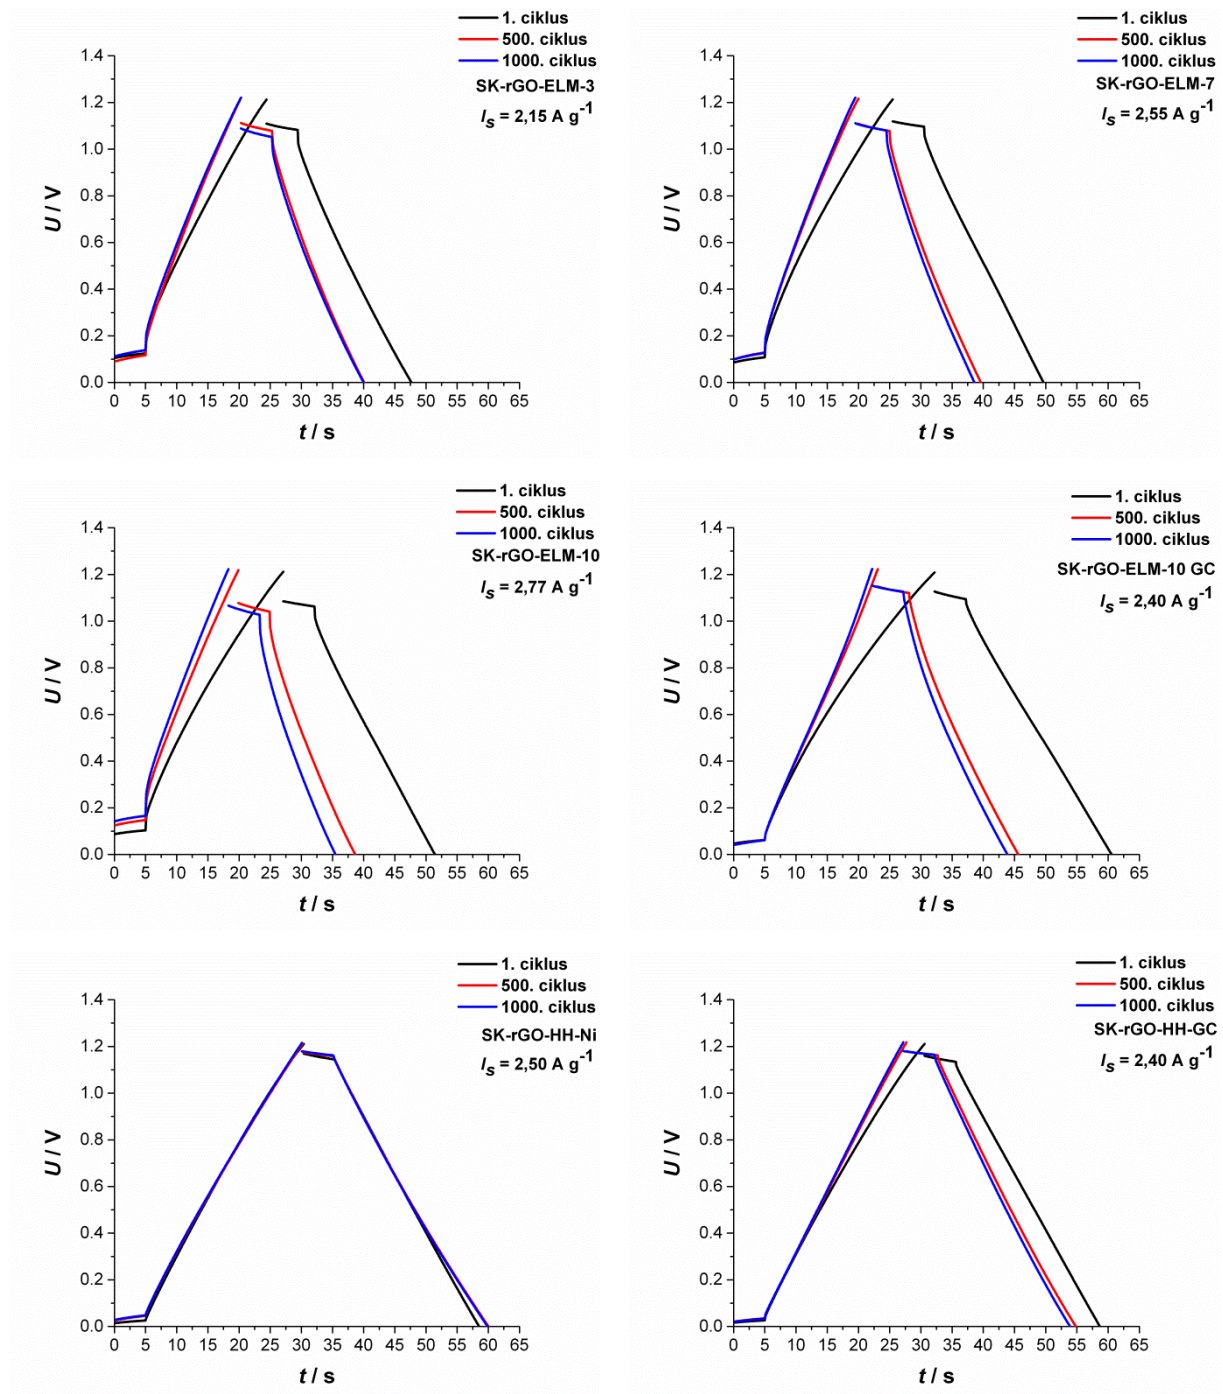 1. ciklus
500. ciklus
1000. ciklus
SK-rGO-ELM-3
I_S = 2,15 A g⁻¹
U / V
1.4
1.2
1.0
0.8
0.6
0.4
0.2
0.0
0 5 10 15 20 25 30 35 40 45 50 55 60 65
t / s
1. ciklus
500. ciklus
1000. ciklus
SK-rGO-ELM-7
I_S = 2,55 A g⁻¹
U / V
1.4
1.2
1.0
0.8
0.6
0.4
0.2
0.0
0 5 10 15 20 25 30 35 40 45 50 55 60 65
t / s
1. ciklus
500. ciklus
1000. ciklus
SK-rGO-ELM-10
I_S = 2,77 A g⁻¹
U / V
1.4
1.2
1.0
0.8
0.6
0.4
0.2
0.0
0 5 10 15 20 25 30 35 40 45 50 55 60 65
t / s
1. ciklus
500. ciklus
1000. ciklus
SK-rGO-ELM-10 GC
I_S = 2,40 A g⁻¹
U / V
1.4
1.2
1.0
0.8
0.6
0.4
0.2
0.0
0 5 10 15 20 25 30 35 40 45 50 55 60 65
t / s
1. ciklus
500. ciklus
1000. ciklus
SK-rGO-HH-Ni
I_S = 2,50 A g⁻¹
U / V
1.4
1.2
1.0
0.8
0.6
0.4
0.2
0.0
0 5 10 15 20 25 30 35 40 45 50 55 60 65
t / s
1. ciklus
500. ciklus
1000. ciklus
SK-rGO-HH-GC
I_S = 2,40 A g⁻¹
U / V
1.4
1.2
1.0
0.8
0.6
0.4
0.2
0.0
0 5 10 15 20 25 30 35 40 45 50 55 60 65
t / s